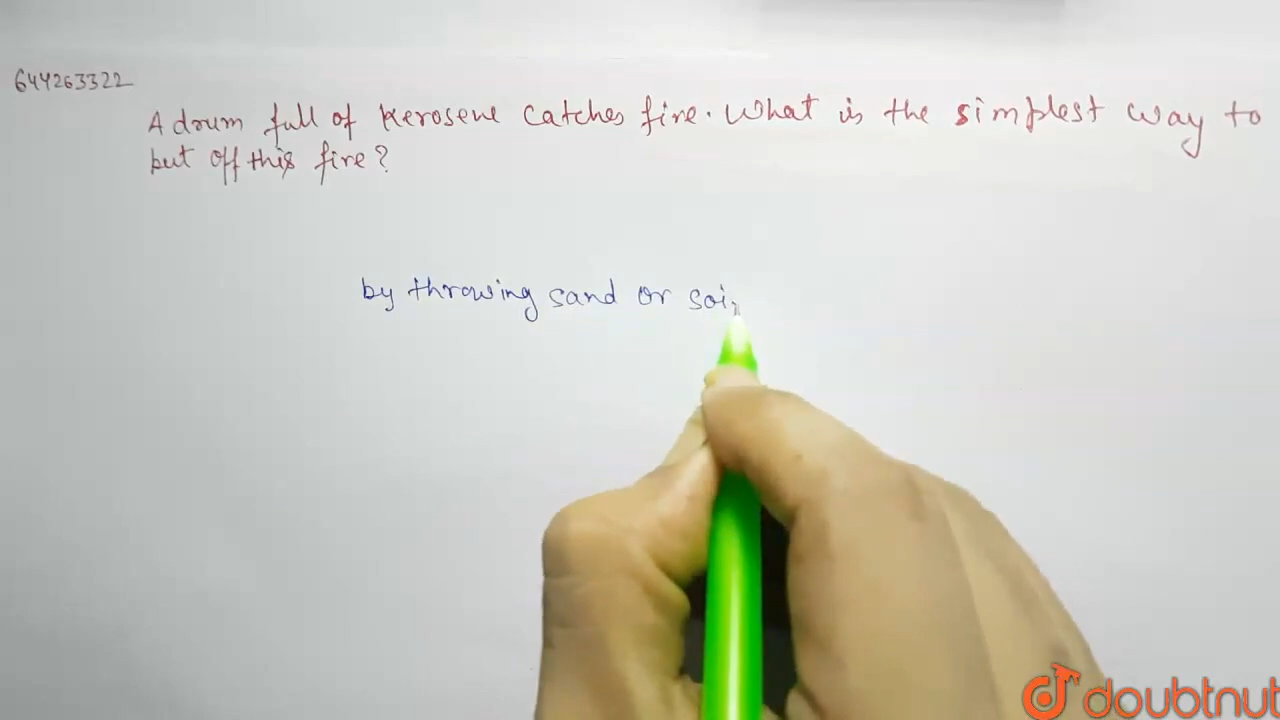 644263322
A drum full of kerosene catches fire. What is the simplest way to
but off this fire?
by throwing sand or soi
doubtnut